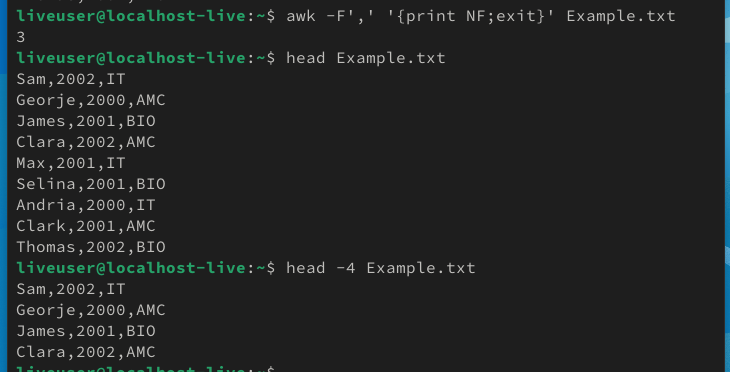 liveuser@localhost-live:~$ awk -F',' '{print NF;exit}' Example.txt
3
liveuser@localhost-live:~$ head Example.txt
Sam,2002,IT
Georje,2000,AMC
James,2001,BIO
Clara,2002,AMC
Max,2001,IT
Selina,2001,BIO
Andria,2000,IT
Clark,2001,AMC
Thomas,2002,BIO
liveuser@localhost-live:~$ head -4 Example.txt
Sam,2002,IT
Georje,2000,AMC
James,2001,BIO
Clara,2002,AMC
liveuser@localhost-live:~$